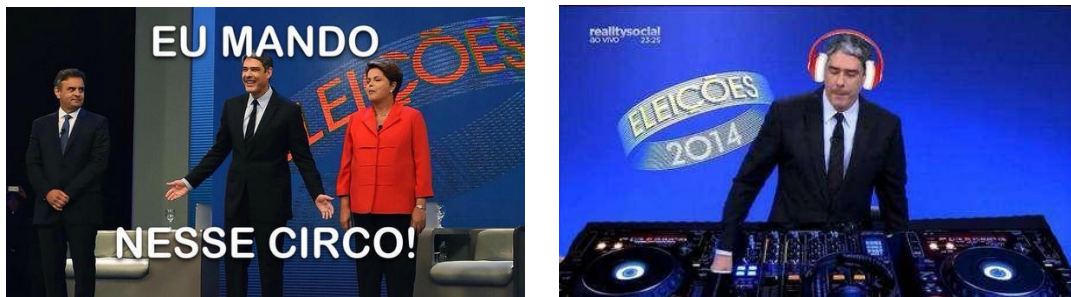 EU MANDO
ELEIÇÕES
NESSE CIRCO!
realitysocial
AO VIVO 23:25
ELEIÇÕES
2014